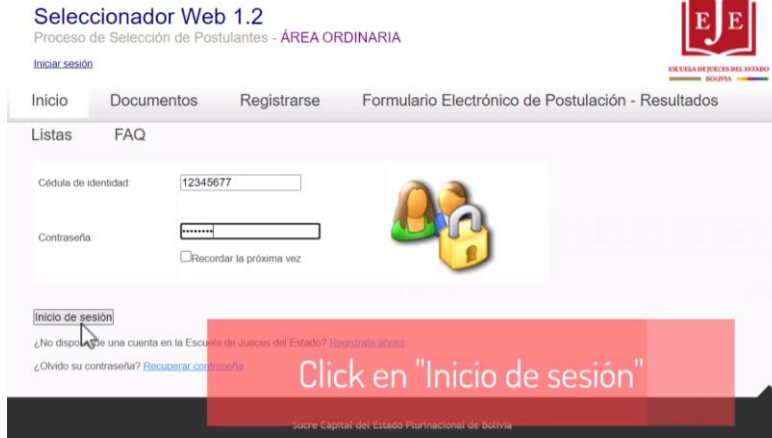 Seleccionador Web 1.2
Proceso de Selección de Postulantes - ÁREA ORDINARIA
Iniciar sesión
EJE
ESCUELA DE JUECES DEL ESTADO
BOLIVIA
Inicio Documentos Registrarse Formulario Electrónico de Postulación - Resultados
Listas FAQ
Cédula de identidad: 12345677
Contraseña: ••••••••
Recordar la próxima vez
Inicio de sesión
¿No dispone de una cuenta en la Escuela de Jueces del Estado? Registrate ahora
¿Olvido su contraseña? Recuperar contraseña
Click en "Inicio de sesión"
Sucre Capital del Estado Plurinacional de Bolivia